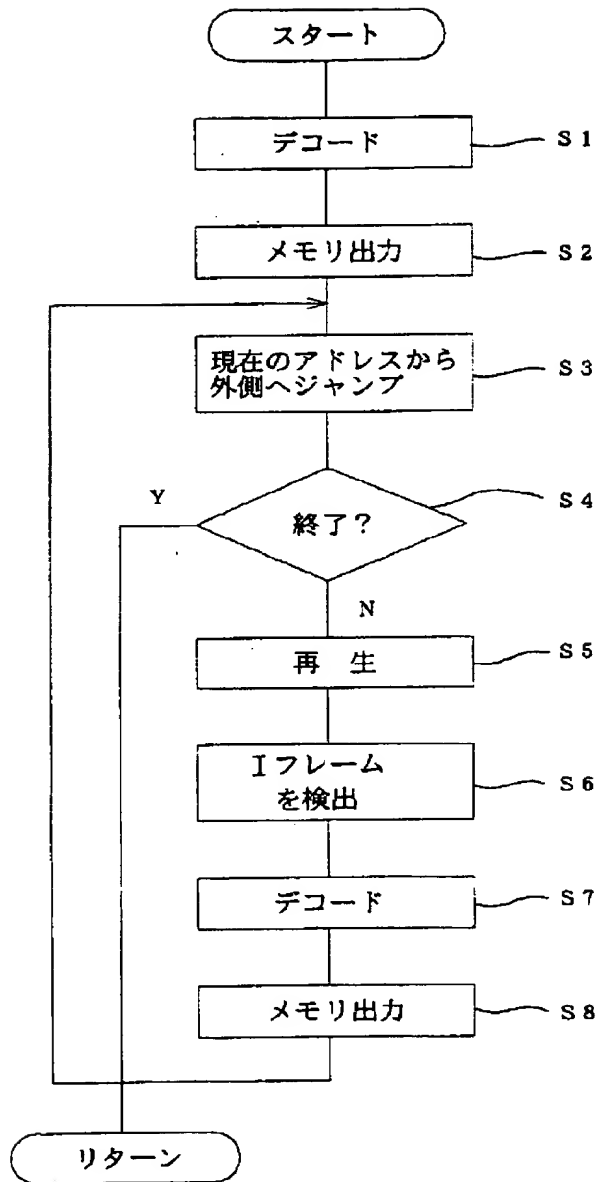 スタート
デコード
S1
メモリ出力
S2
現在のアドレスから
外側へジャンプ
S3
終了?
S4
Y
N
再 生
S5
Iフレーム
を検出
S6
デコード
S7
メモリ出力
S8
リターン